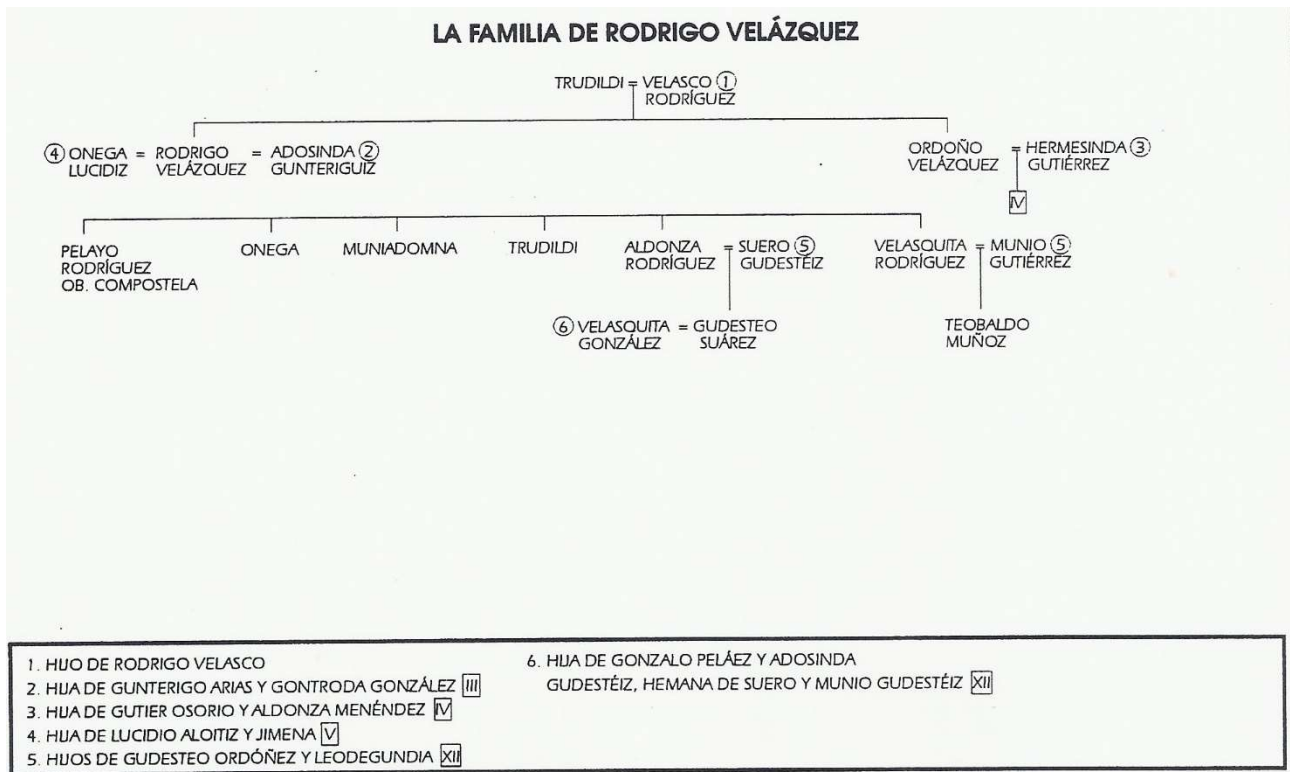 LA FAMILIA DE RODRIGO VELÁZQUEZ
TRUDILDI = VELASCO ①
RODRÍGUEZ
④ ONEGA = RODRIGO = ADOSINDA ②
LUCIDIZ VELÁZQUEZ GUNTERIGUIZ
ORDOÑO = HERMESINDA ③
VELÁZQUEZ GUTIÉRREZ
IV
PELAYO
RODRÍGUEZ
OB. COMPOSTELA
ONEGA
MUNIADOMNA
TRUDILDI
ALDONZA = SUERO ⑤
RODRÍGUEZ GUDESTÉIZ
VELASQUITA = MUNIO ⑤
RODRÍGUEZ GUTIÉRREZ
⑥ VELASQUITA = GUDESTEO
GONZÁLEZ SUÁREZ
TEOBALDO
MUÑOZ
1. HIJO DE RODRIGO VELASCO
2. HIJA DE GUNTERIGO ARIAS Y GONTRODA GONZÁLEZ III
3. HIJA DE GUTIER OSORIO Y ALDONZA MENÉNDEZ IV
4. HIJA DE LUCIDIO ALOITIZ Y JIMENA V
5. HIJOS DE GUDESTEO ORDÓÑEZ Y LEODEGUNDIA XII
6. HIJA DE GONZALO PELÁEZ Y ADOSINDA
GUDESTÉIZ, HEMANA DE SUERO Y MUNIO GUDESTÉIZ XII